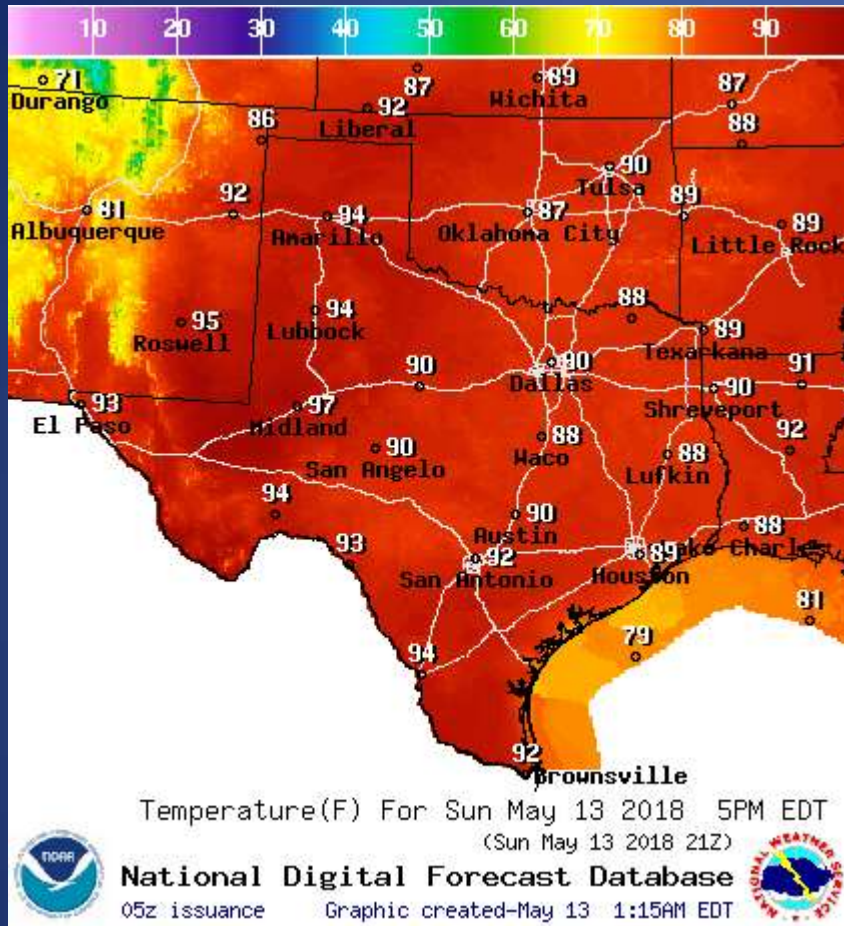 10 20 30 40 50 60 70 80 90
71 87 89 87
Durango Wichita
92
Liberal
86 88
90
Tulsa
81 92 94 87 89 89
Albuquerque Amarillo Oklahoma City Little Rock
95 94 88 89
Roswell Lubbock Texarkana
90 90 90 91
Dallas Shreveport
93 97
El Paso Midland
90 88 88 92
San Angelo Waco Lufkin
94 90 88
Austin
93 92 89 Lake Charles
San Antonio Houston
81
94 79
92
Brownsville
Temperature(F) For Sun May 13 2018 5PM EDT
(Sun May 13 2018 21Z)
NOAA
National Digital Forecast Database
05z issuance Graphic created-May 13 1:15AM EDT
NATIONAL WEATHER SERVICE